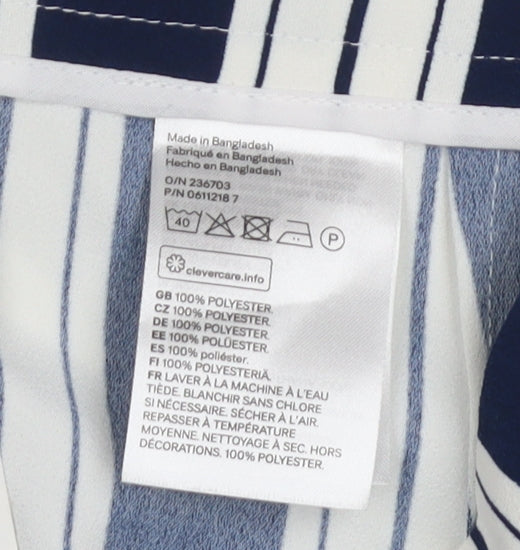 Made in Bangladesh
Fabriqué en Bangladesh
Hecho en Bangladesh
O/N 236703
P/N 0611218 7
40 P
clevercare.info
GB 100% POLYESTER.
CZ 100% POLYESTER.
DE 100% POLYESTER.
EE 100% POLÜESTER.
ES 100% poliéster.
FI 100% POLYESTERIÄ.
FR LAVER À LA MACHINE À L'EAU
TIÈDE. BLANCHIR SANS CHLORE
SI NÉCESSAIRE. SÉCHER À L'AIR.
REPASSER À TEMPÉRATURE
MOYENNE. NETTOYAGE À SEC. HORS
DÉCORATIONS. 100% POLYESTER.